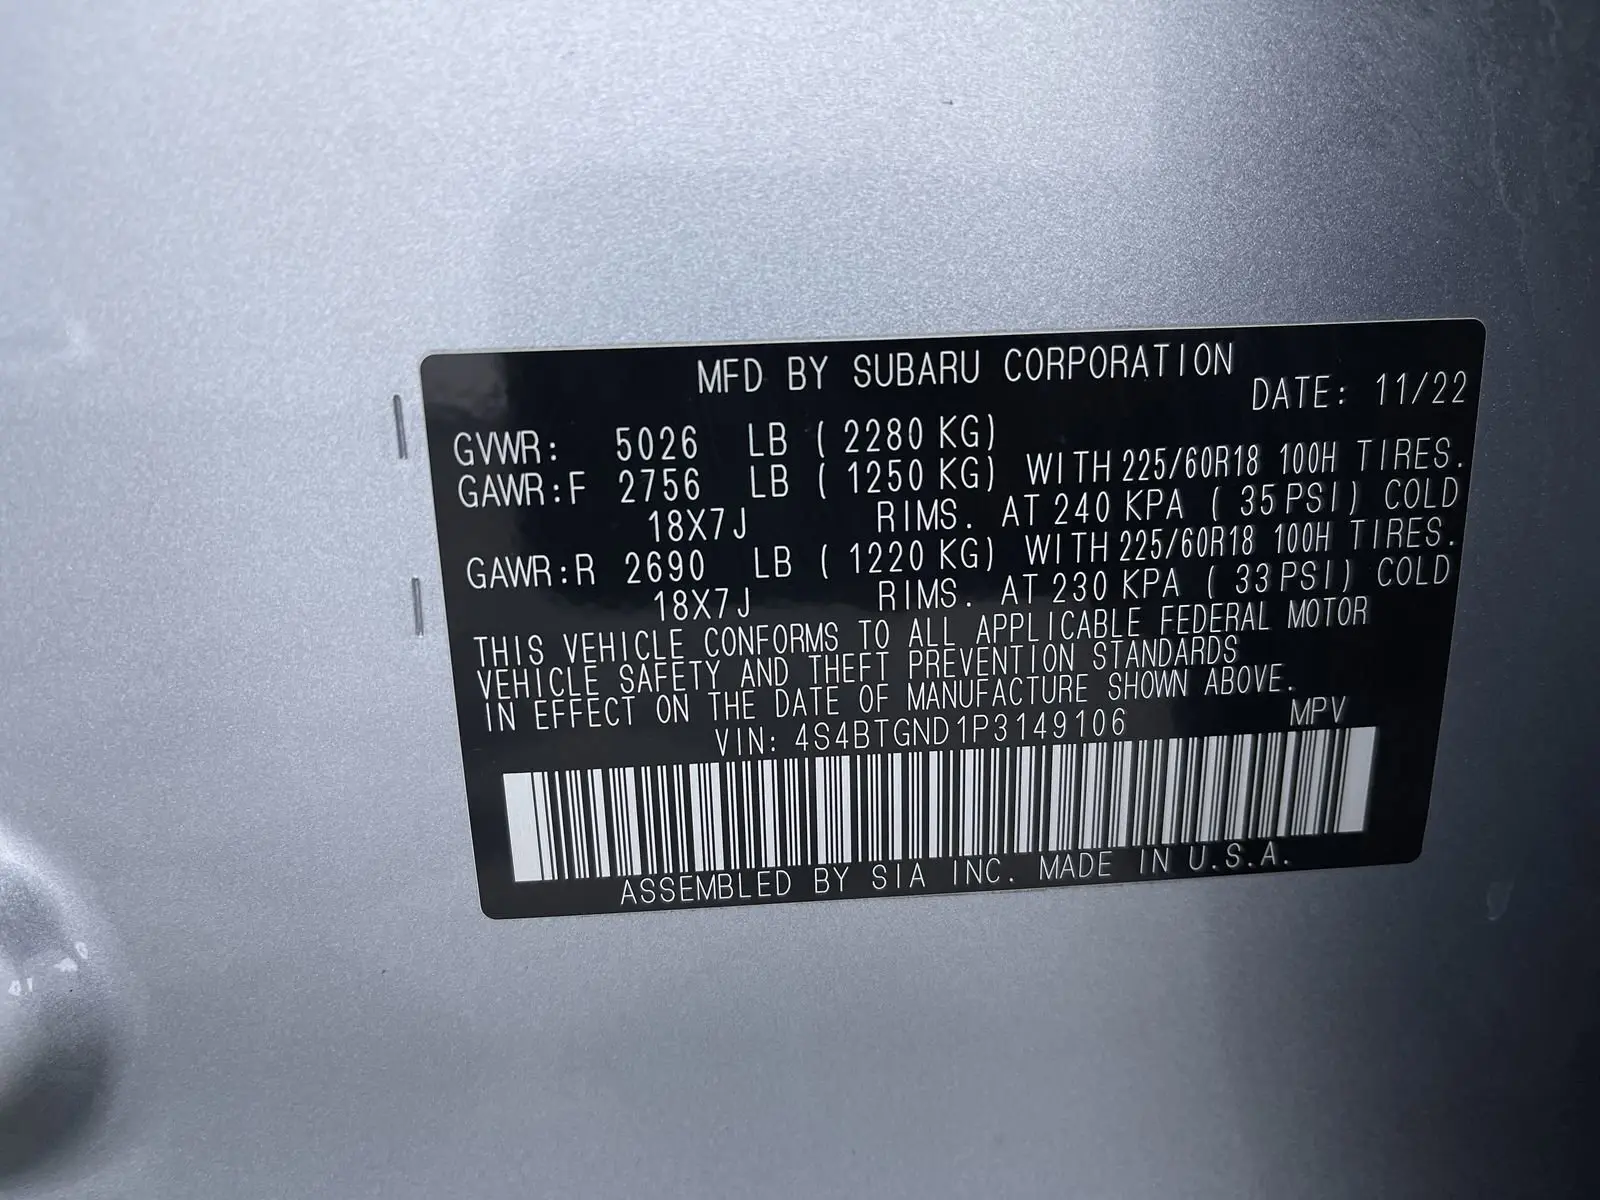 MFD BY SUBARU CORPORATION
DATE: 11/22
GVWR: 5026 LB ( 2280 KG)
GAWR:F 2756 LB ( 1250 KG) WITH 225/60R18 100H TIRES.
18X7J RIMS. AT 240 KPA ( 35 PSI) COLD
GAWR:R 2690 LB ( 1220 KG) WITH 225/60R18 100H TIRES.
18X7J RIMS. AT 230 KPA ( 33 PSI) COLD
THIS VEHICLE CONFORMS TO ALL APPLICABLE FEDERAL MOTOR
VEHICLE SAFETY AND THEFT PREVENTION STANDARDS
IN EFFECT ON THE DATE OF MANUFACTURE SHOWN ABOVE.
VIN: 4S4BTGND1P3149106 MPV
ASSEMBLED BY SIA INC. MADE IN U.S.A.